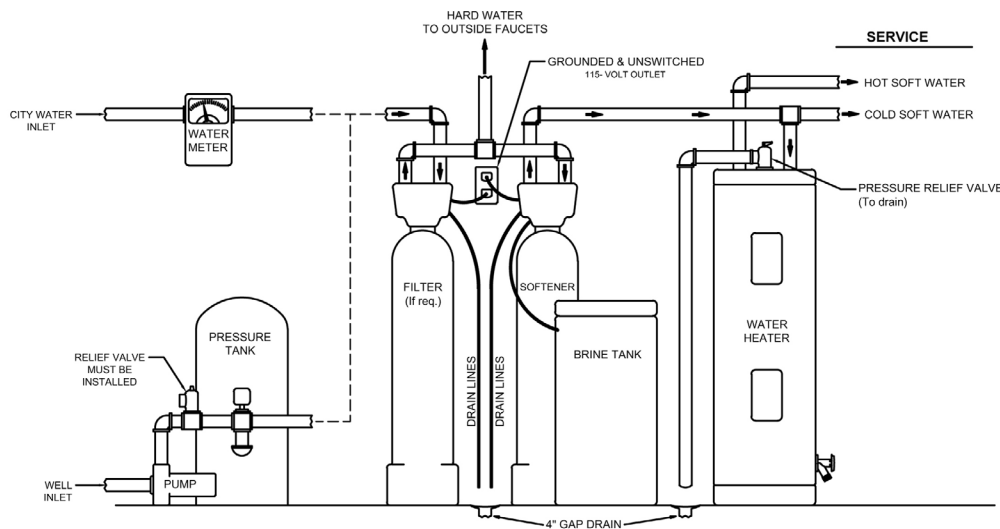 HARD WATER
TO OUTSIDE FAUCETS
SERVICE
GROUNDED & UNSWITCHED
115- VOLT OUTLET
HOT SOFT WATER
CITY WATER
INLET
WATER
METER
COLD SOFT WATER
PRESSURE RELIEF VALVE
(To drain)
FILTER
(If req.)
SOFTENER
PRESSURE
TANK
WATER
HEATER
RELIEF VALVE
MUST BE
INSTALLED
BRINE TANK
DRAIN LINES
DRAIN LINES
WELL
INLET
PUMP
4" GAP DRAIN